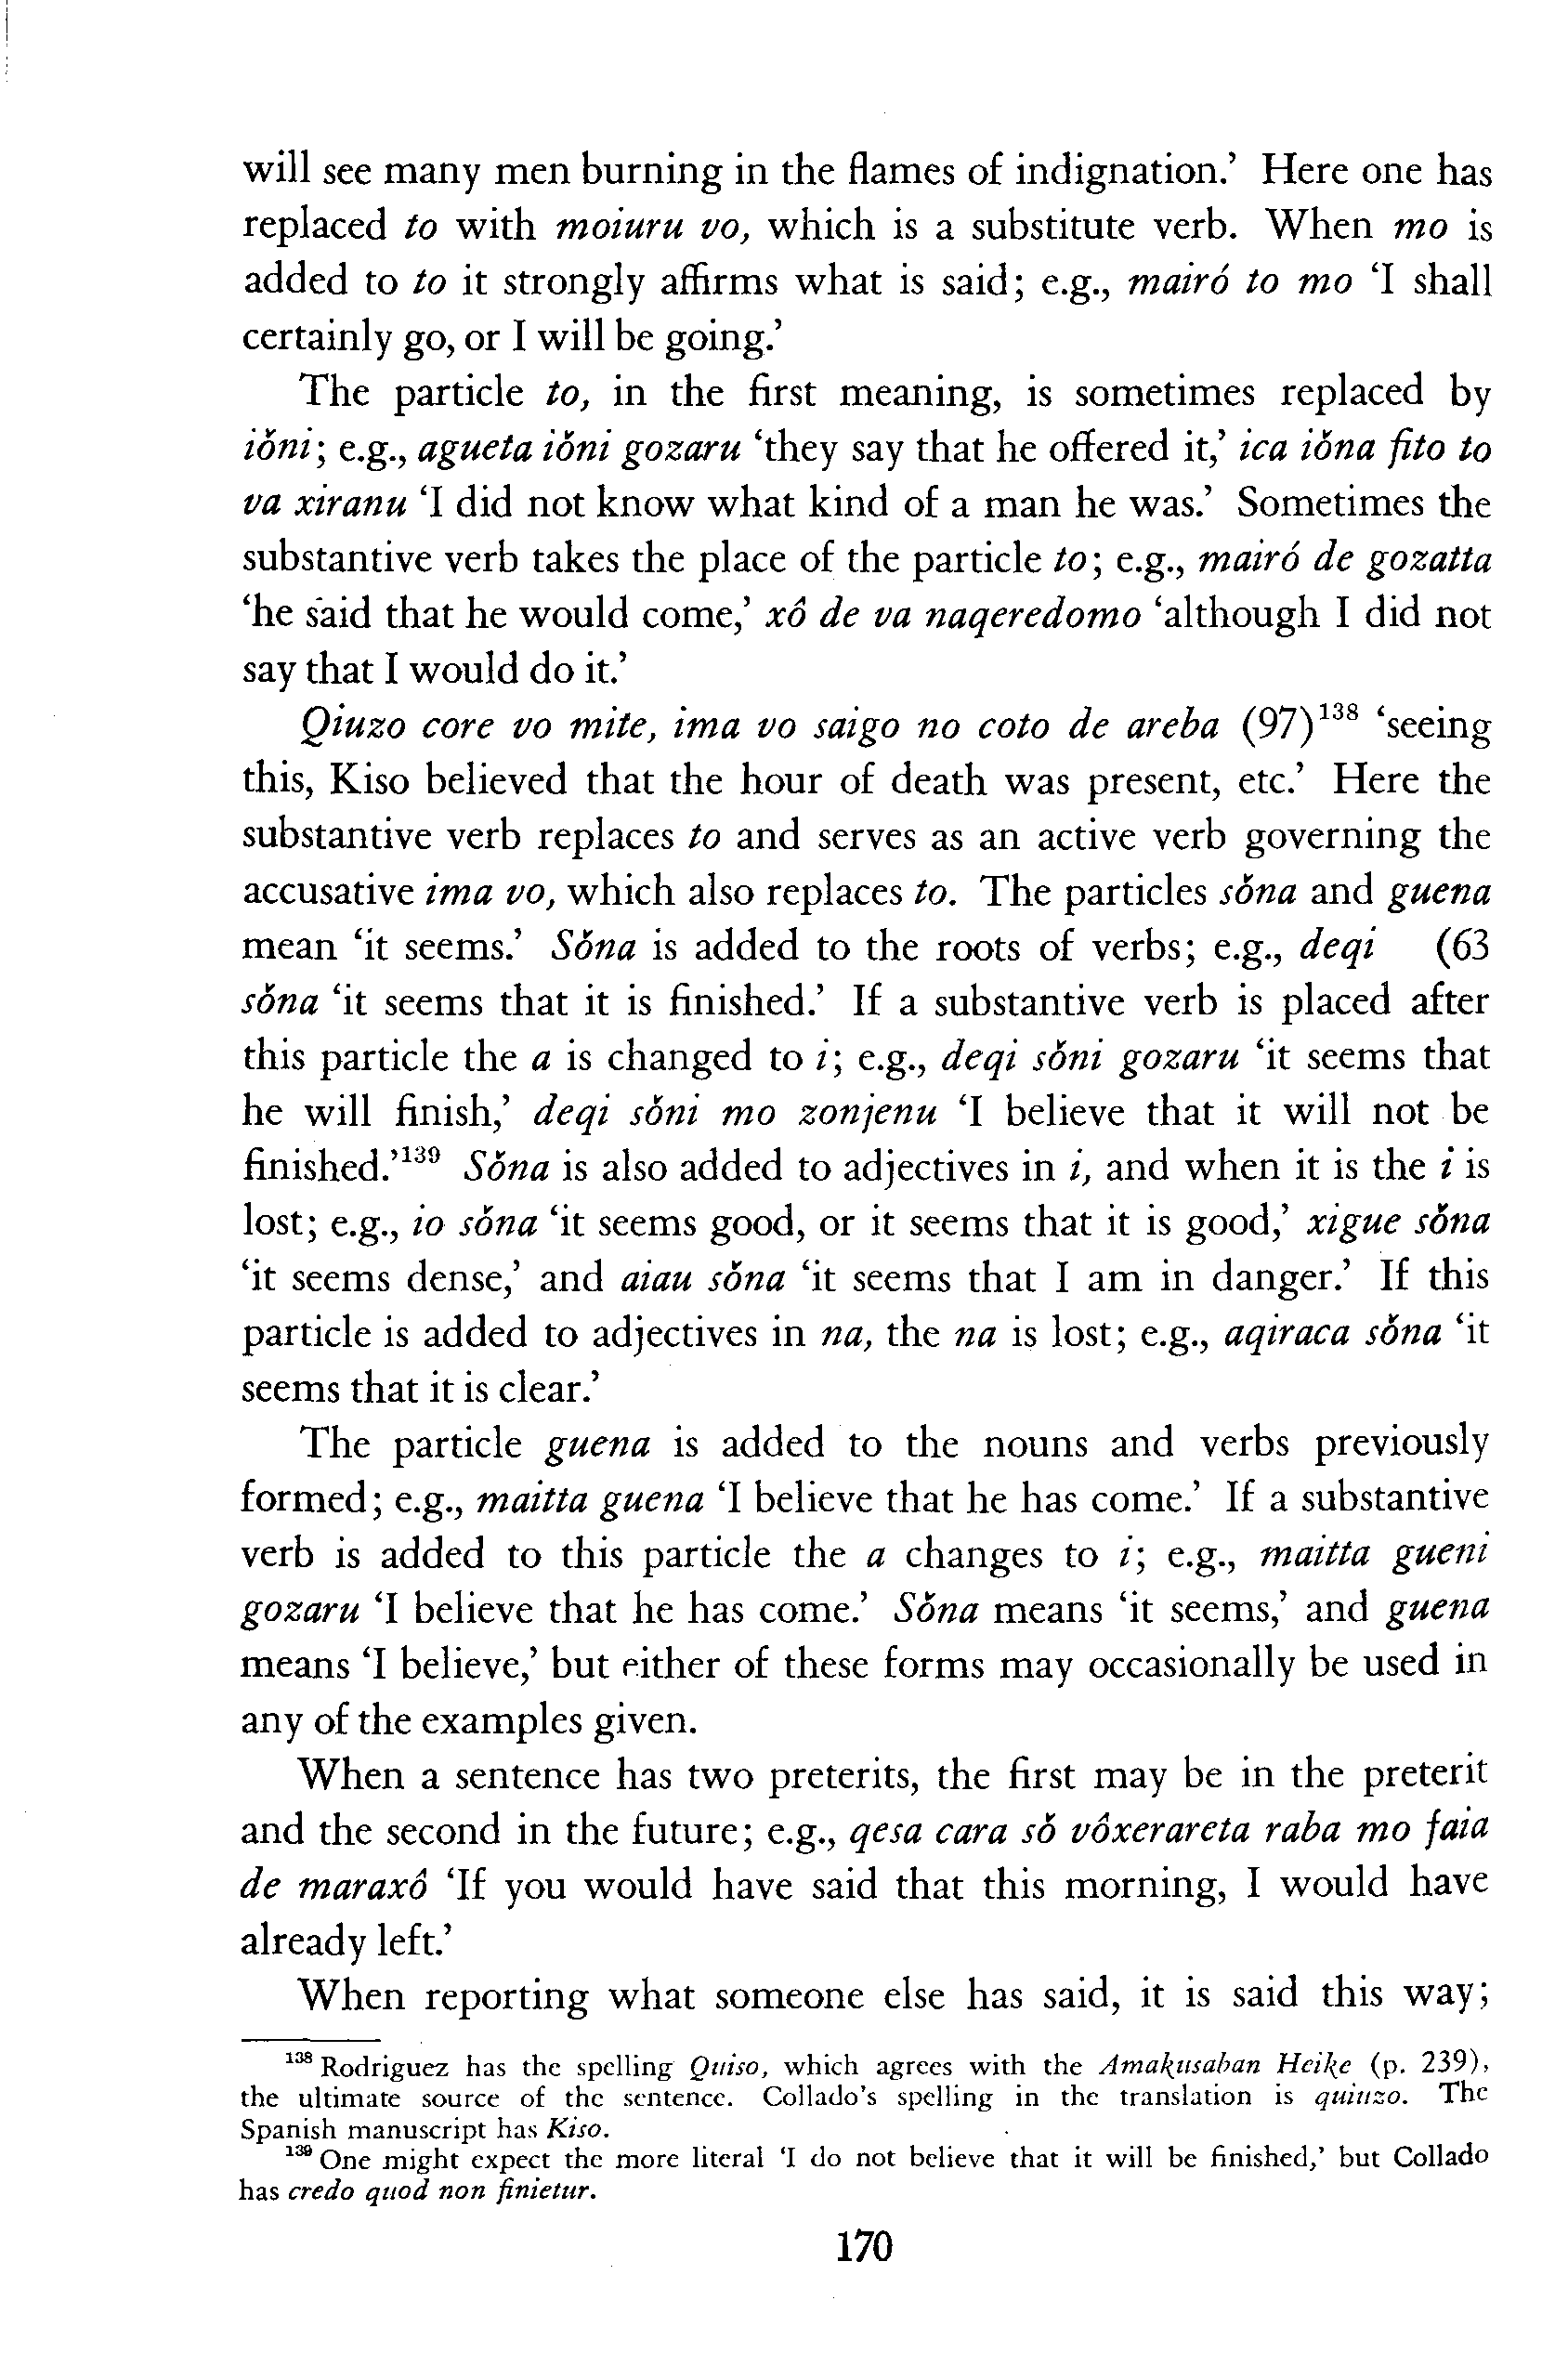 will see many men burning in the flames of indignation.’ Here one has
replaced to with moiuru vo, which is a substitute verb. When mo is
added to to it strongly affirms what is said; e.g., mairó to mo ‘I shall
certainly go, or I will be going.’
The particle to, in the first meaning, is sometimes replaced by
iǒni; e.g., agueta iǒni gozaru ‘they say that he offered it,’ ica iǒna fito to
va xiranu ‘I did not know what kind of a man he was.’ Sometimes the
substantive verb takes the place of the particle to; e.g., mairó de gozatta
‘he said that he would come,’ xô de va naqeredomo ‘although I did not
say that I would do it.’
Qiuzo core vo mite, ima vo saigo no coto de areba (97)¹³⁸ ‘seeing
this, Kiso believed that the hour of death was present, etc.’ Here the
substantive verb replaces to and serves as an active verb governing the
accusative ima vo, which also replaces to. The particles sǒna and guena
mean ‘it seems.’ Sǒna is added to the roots of verbs; e.g., deqi (63
sǒna ‘it seems that it is finished.’ If a substantive verb is placed after
this particle the a is changed to i; e.g., deqi sǒni gozaru ‘it seems that
he will finish,’ deqi sǒni mo zonjenu ‘I believe that it will not be
finished.’¹³⁹ Sǒna is also added to adjectives in i, and when it is the i is
lost; e.g., io sǒna ‘it seems good, or it seems that it is good,’ xigue sǒna
‘it seems dense,’ and aiau sǒna ‘it seems that I am in danger.’ If this
particle is added to adjectives in na, the na is lost; e.g., aqiraca sǒna ‘it
seems that it is clear.’
The particle guena is added to the nouns and verbs previously
formed; e.g., maitta guena ‘I believe that he has come.’ If a substantive
verb is added to this particle the a changes to i; e.g., maitta gueni
gozaru ‘I believe that he has come.’ Sǒna means ‘it seems,’ and guena
means ‘I believe,’ but either of these forms may occasionally be used in
any of the examples given.
When a sentence has two preterits, the first may be in the preterit
and the second in the future; e.g., qesa cara sǒ vôxerareta raba mo faia
de maraxô ‘If you would have said that this morning, I would have
already left.’
When reporting what someone else has said, it is said this way;
¹³⁸ Rodriguez has the spelling Quiso, which agrees with the Amakusaban Heike (p. 239),
the ultimate source of the sentence. Collado’s spelling in the translation is quiuzo. The
Spanish manuscript has Kiso.
¹³⁹ One might expect the more literal ‘I do not believe that it will be finished,’ but Collado
has credo quod non finietur.
170